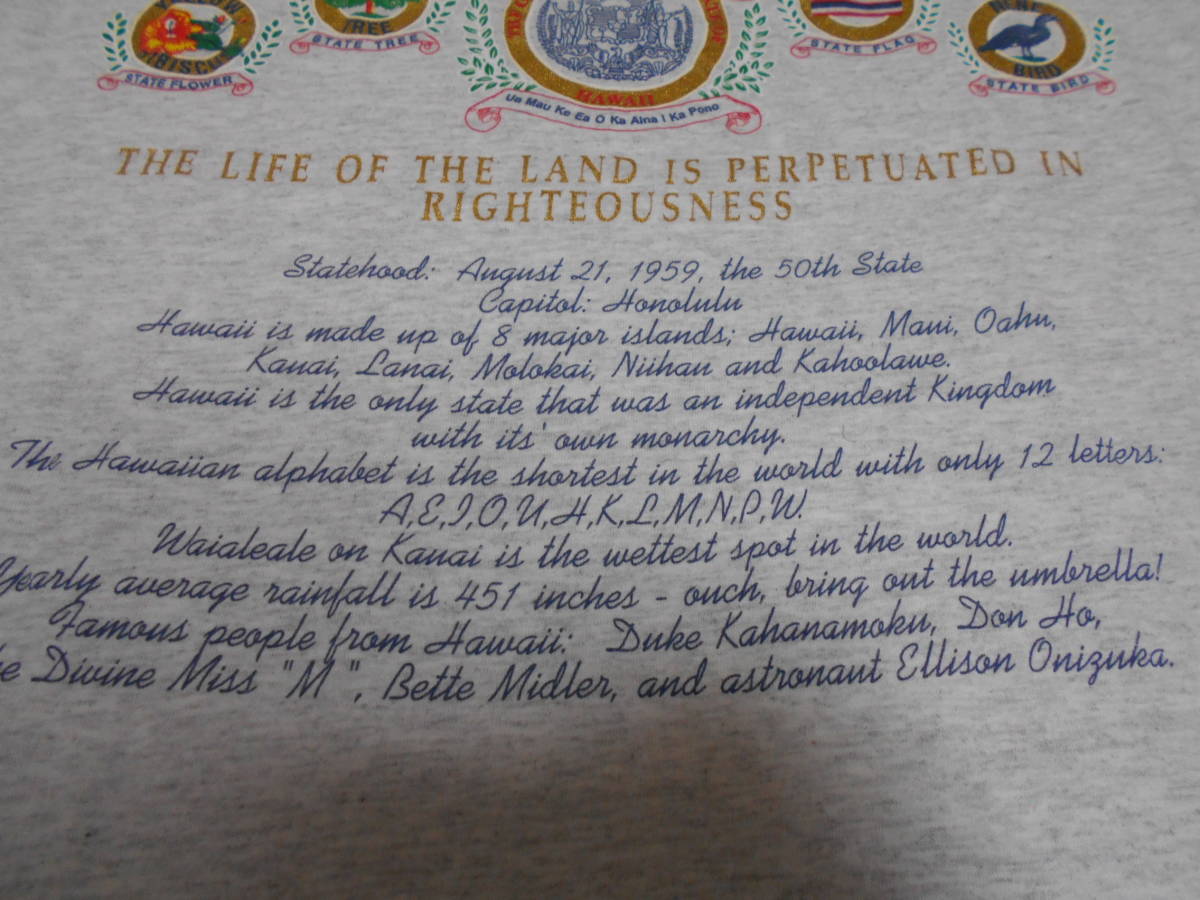 TREE
HIBISCUS
NENE
BIRD
STATE FLOWER
STATE TREE
HAWAII
STATE FLAG
STATE BIRD
Ua Mau Ke Ea O Ka Aina I Ka Pono
THE LIFE OF THE LAND IS PERPETUATED IN
RIGHTEOUSNESS
Statehood: August 21, 1959, the 50th State
Capitol: Honolulu
Hawaii is made up of 8 major islands; Hawaii, Maui, Oahu,
Kauai, Lanai, Molokai, Niihau and Kahoolawe.
Hawaii is the only state that was an independent Kingdom
with its' own monarchy.
The Hawaiian alphabet is the shortest in the world with only 12 letters:
A,E,I,O,U,H,K,L,M,N,P,W.
Waialeale on Kauai is the wettest spot in the world.
Yearly average rainfall is 451 inches - ouch, bring out the umbrella!
Famous people from Hawaii: Duke Kahanamoku, Don Ho,
Divine Miss "M", Bette Midler, and astronaut Ellison Onizuka.